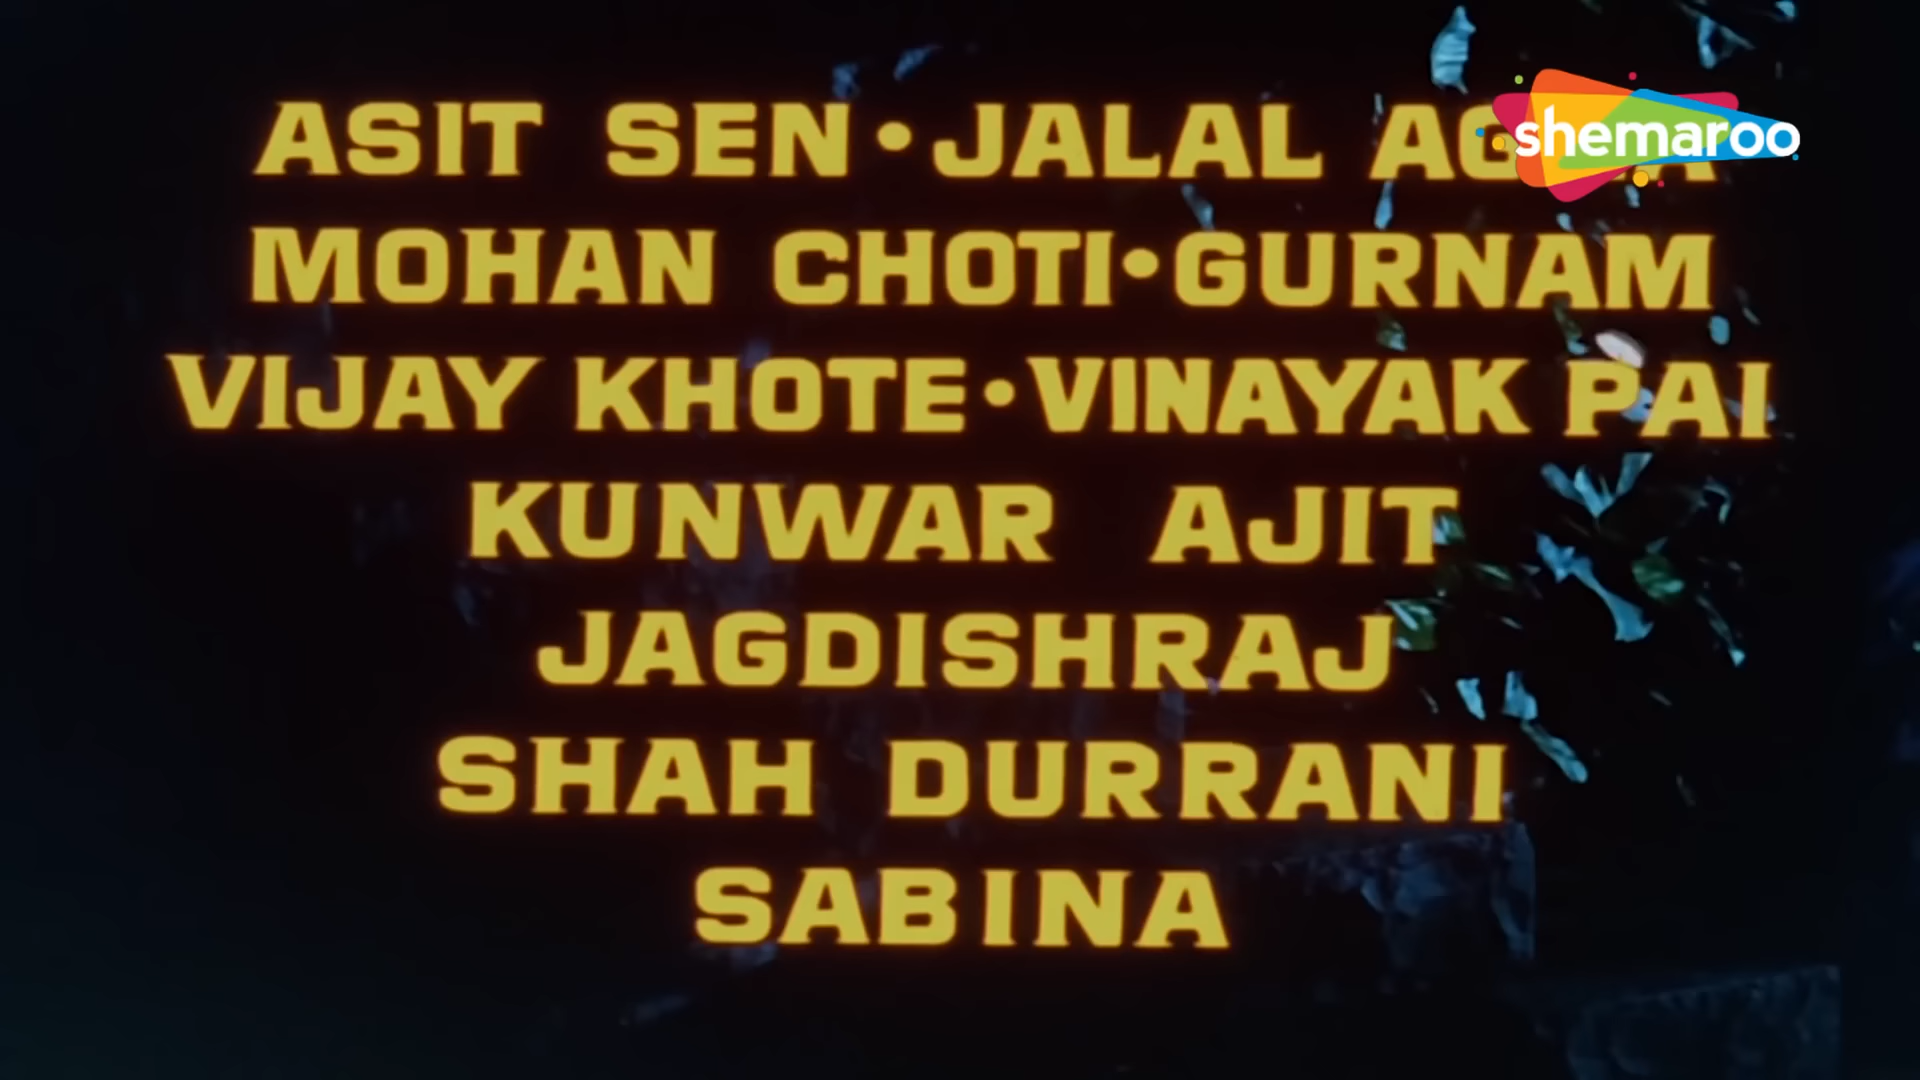 ASIT SEN • JALAL
shemaroo
MOHAN CHOTI • GURNAM
VIJAY KHOTE • VINAYAK PAI
KUNWAR AJIT
JAGDISHRAJ
SHAH DURRANI
SABINA